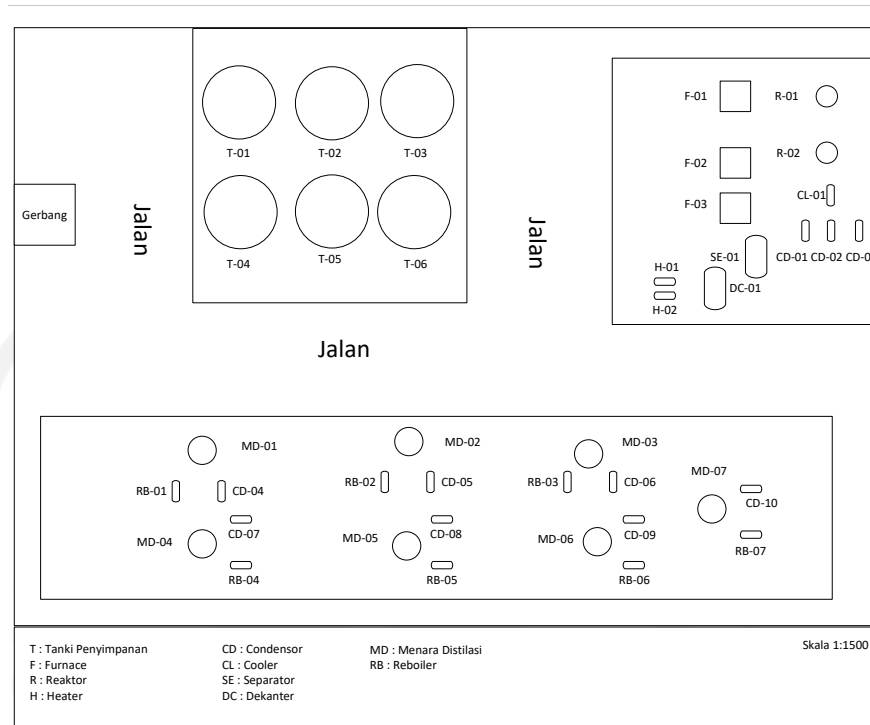 F-01
R-01
T-01
T-02
T-03
F-02
R-02
CL-01
F-03
Gerbang
Jalan
Jalan
T-04
T-05
T-06
SE-01
CD-01
CD-02
CD-0
H-01
DC-01
H-02
Jalan
MD-01
MD-02
MD-03
MD-07
RB-01
CD-04
RB-02
CD-05
RB-03
CD-06
CD-10
MD-04
CD-07
MD-05
CD-08
MD-06
CD-09
RB-07
RB-04
RB-05
RB-06
T : Tanki Penyimpanan
F : Furnace
R : Reaktor
H : Heater
CD : Condensor
CL : Cooler
SE : Separator
DC : Dekanter
MD : Menara Distilasi
RB : Reboiler
Skala 1:1500